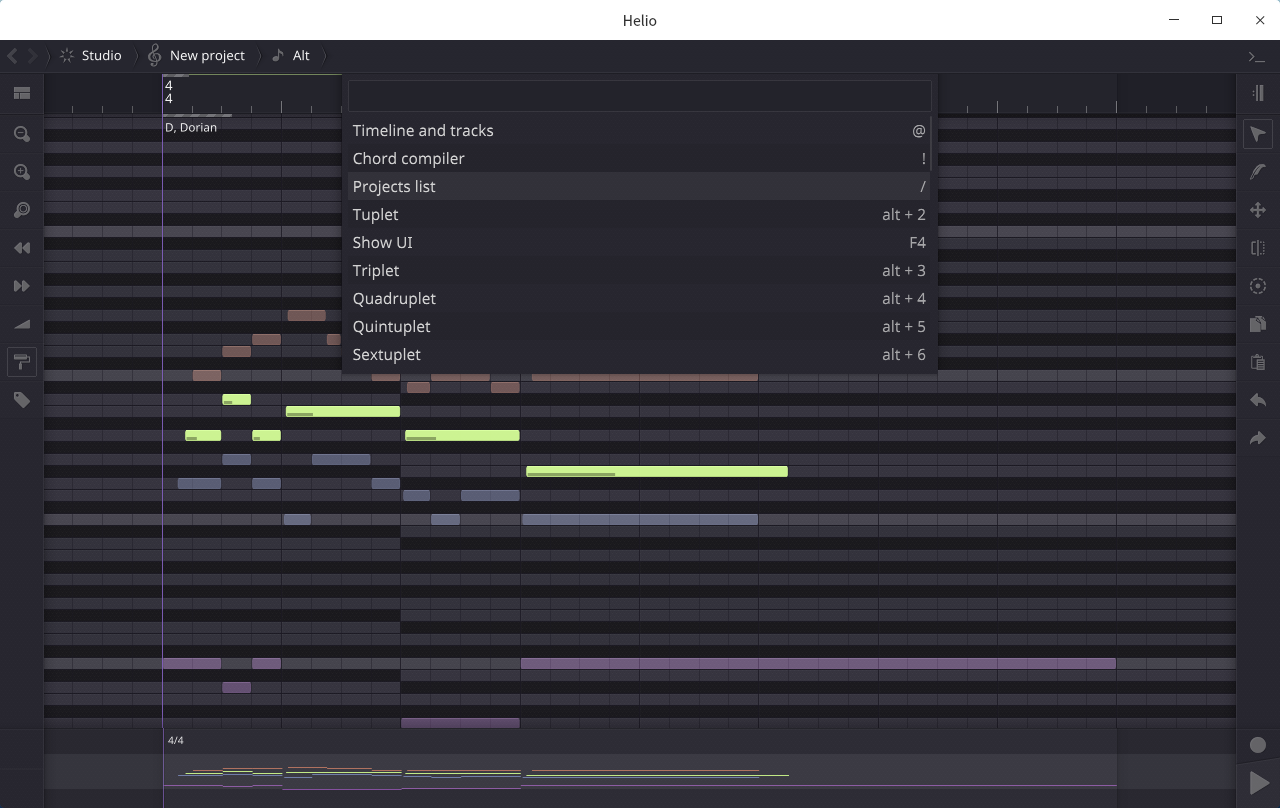 Helio
Studio New project Alt
4
4
D, Dorian
Timeline and tracks @
Chord compiler !
Projects list /
Tuplet alt + 2
Show UI F4
Triplet alt + 3
Quadruplet alt + 4
Quintuplet alt + 5
Sextuplet alt + 6
4/4